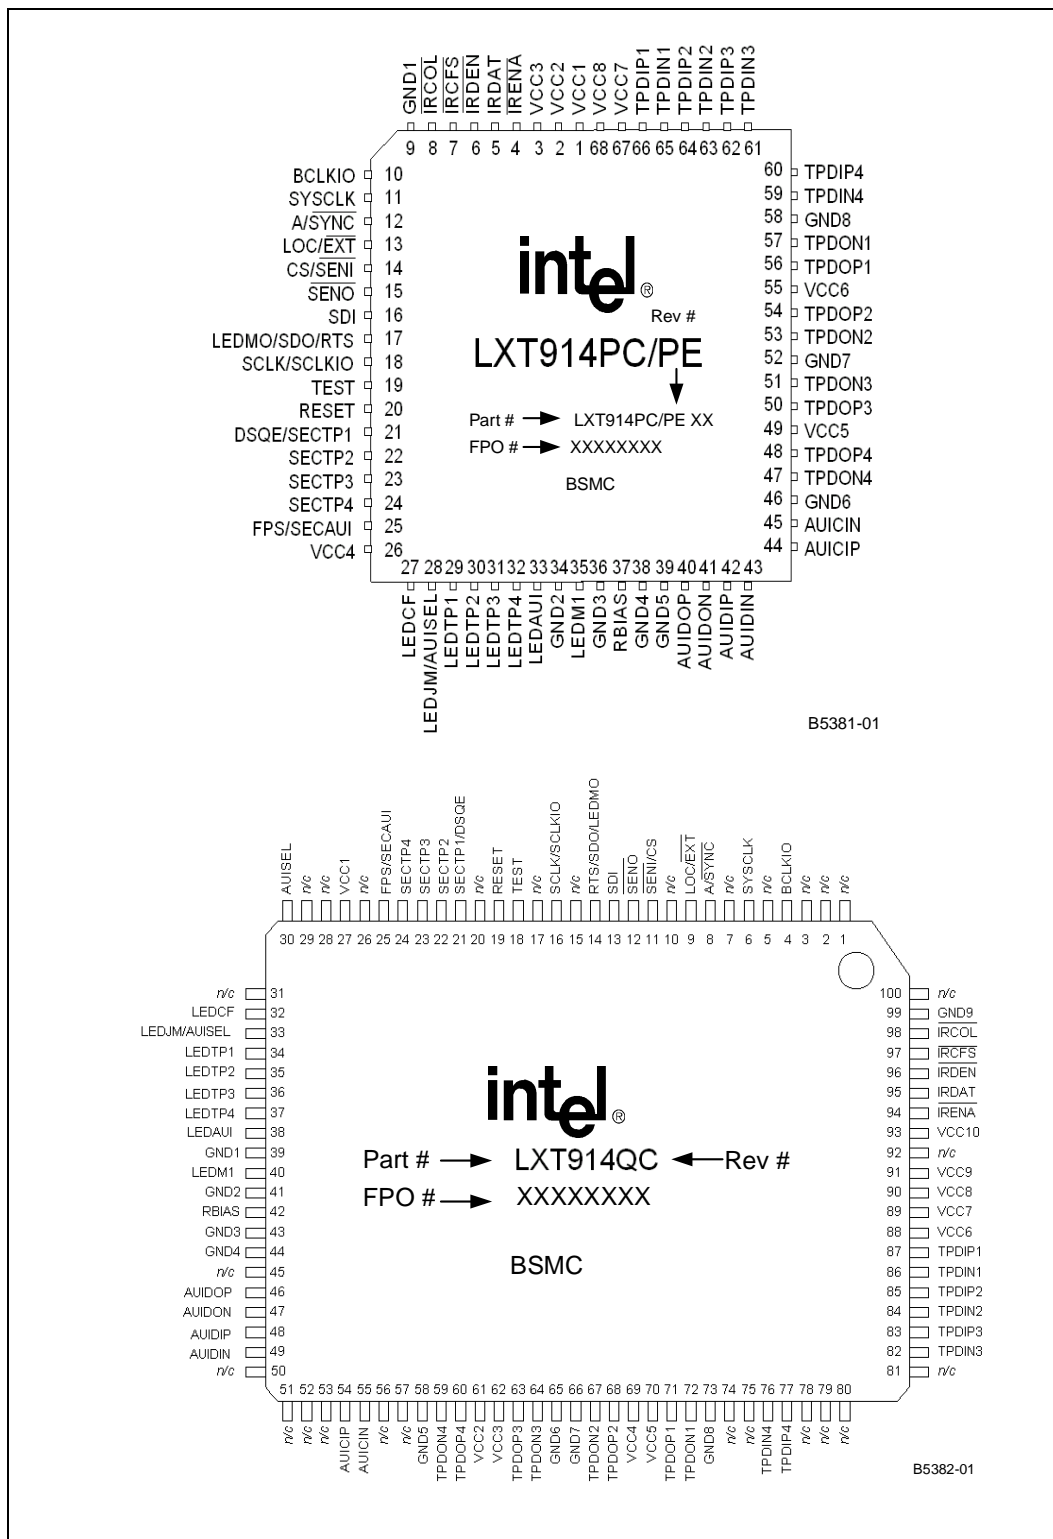 GND1
IRCOL
IRCFS
IRDEN
IRDAT
IRENA
VCC3
VCC2
VCC1
VCC8
VCC7
TPDIP1
TPDIN1
TPDIP2
TPDIN2
TPDIP3
TPDIN3
9 8 7 6 5 4 3 2 1 68 67 66 65 64 63 62 61
BCLKIO 10
SYSCLK 11
A/SYNC 12
LOC/EXT 13
CS/SENI 14
SENO 15
SDI 16
LEDMO/SDO/RTS 17
SCLK/SCLKIO 18
TEST 19
RESET 20
DSQE/SECTP1 21
SECTP2 22
SECTP3 23
SECTP4 24
FPS/SECAUI 25
VCC4 26
intel®
Rev #
LXT914PC/PE
Part # LXT914PC/PE XX
FPO # XXXXXXXX
BSMC
60 TPDIP4
59 TPDIN4
58 GND8
57 TPDON1
56 TPDOP1
55 VCC6
54 TPDOP2
53 TPDON2
52 GND7
51 TPDON3
50 TPDOP3
49 VCC5
48 TPDOP4
47 TPDON4
46 GND6
45 AUICIN
44 AUICIP
27 28 29 30 31 32 33 34 35 36 37 38 39 40 41 42 43
LEDCF
LEDJM/AUISEL
LEDTP1
LEDTP2
LEDTP3
LEDTP4
LEDAUI
GND2
LEDM1
GND3
RBIAS
GND4
GND5
AUIDOP
AUIDON
AUIDIP
AUIDIN
B5381-01
AUISEL
n/c
n/c
VCC1
n/c
FPS/SECAUI
SECTP4
SECTP3
SECTP2
SECTP1/DSQE
n/c
RESET
TEST
n/c
SCLK/SCLKIO
n/c
RTS/SDO/LEDMO
SDI
SENO
SENI/CS
n/c
LOC/EXT
A/SYNC
n/c
SYSCLK
n/c
BCLKIO
n/c
n/c
n/c
30 29 28 27 26 25 24 23 22 21 20 19 18 17 16 15 14 13 12 11 10 9 8 7 6 5 4 3 2 1
n/c 31
LEDCF 32
LEDJM/AUISEL 33
LEDTP1 34
LEDTP2 35
LEDTP3 36
LEDTP4 37
LEDAUI 38
GND1 39
LEDM1 40
GND2 41
RBIAS 42
GND3 43
GND4 44
n/c 45
AUIDOP 46
AUIDON 47
AUIDIP 48
AUIDIN 49
n/c 50
intel®
Part # LXT914QC Rev #
FPO # XXXXXXXX
BSMC
100 n/c
99 GND9
98 IRCOL
97 IRCFS
96 IRDEN
95 IRDAT
94 IRENA
93 VCC10
92 n/c
91 VCC9
90 VCC8
89 VCC7
88 VCC6
87 TPDIP1
86 TPDIN1
85 TPDIP2
84 TPDIN2
83 TPDIP3
82 TPDIN3
81 n/c
51 52 53 54 55 56 57 58 59 60 61 62 63 64 65 66 67 68 69 70 71 72 73 74 75 76 77 78 79 80
n/c
n/c
n/c
AUICIP
AUICIN
n/c
n/c
GND5
TPDON4
TPDOP4
VCC2
VCC3
TPDOP3
TPDON3
GND6
GND7
TPDON2
TPDOP2
VCC4
VCC5
TPDOP1
TPDON1
GND8
n/c
n/c
TPDIN4
TPDIP4
n/c
n/c
n/c
B5382-01